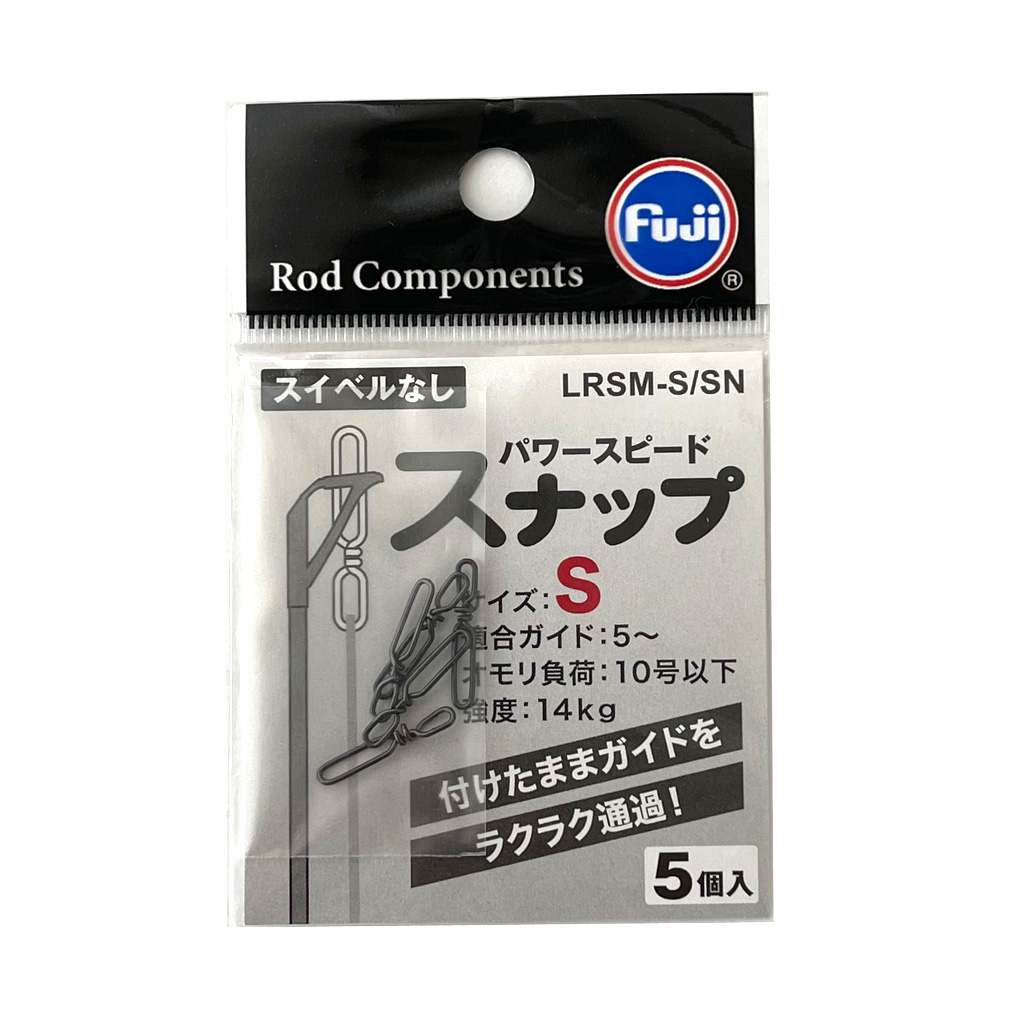 Fuji
®
Rod Components
スイベルなし
LRSM-S/SN
パワースピード
スナップ
サイズ：S
適合ガイド：5～
オモリ負荷：10号以下
強度：14kg
付けたままガイドを
ラクラク通過！
5個入